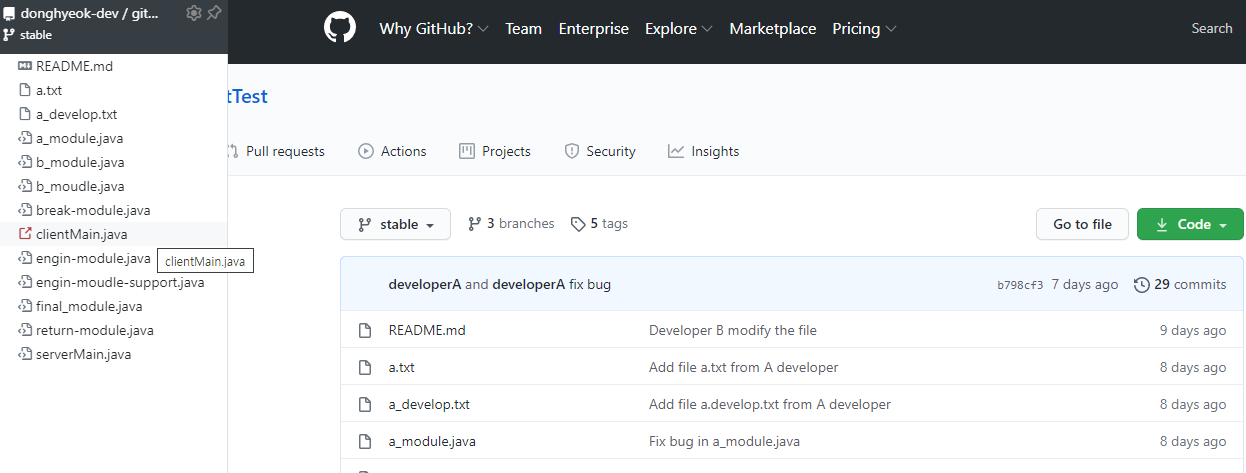 donghyeok-dev / git...
stable
README.md
a.txt
a_develop.txt
a_module.java
b_module.java
b_moudle.java
break-module.java
clientMain.java
engin-module.java
clientMain.java
engin-moudle-support.java
final_module.java
return-module.java
serverMain.java
Why GitHub? Team Enterprise Explore Marketplace Pricing Search
tTest
Pull requests Actions Projects Security Insights
stable 3 branches 5 tags Go to file Code
developerA and developerA fix bug b798cf3 7 days ago 29 commits
README.md Developer B modify the file 9 days ago
a.txt Add file a.txt from A developer 8 days ago
a_develop.txt Add file a.develop.txt from A developer 8 days ago
a_module.java Fix bug in a_module.java 8 days ago